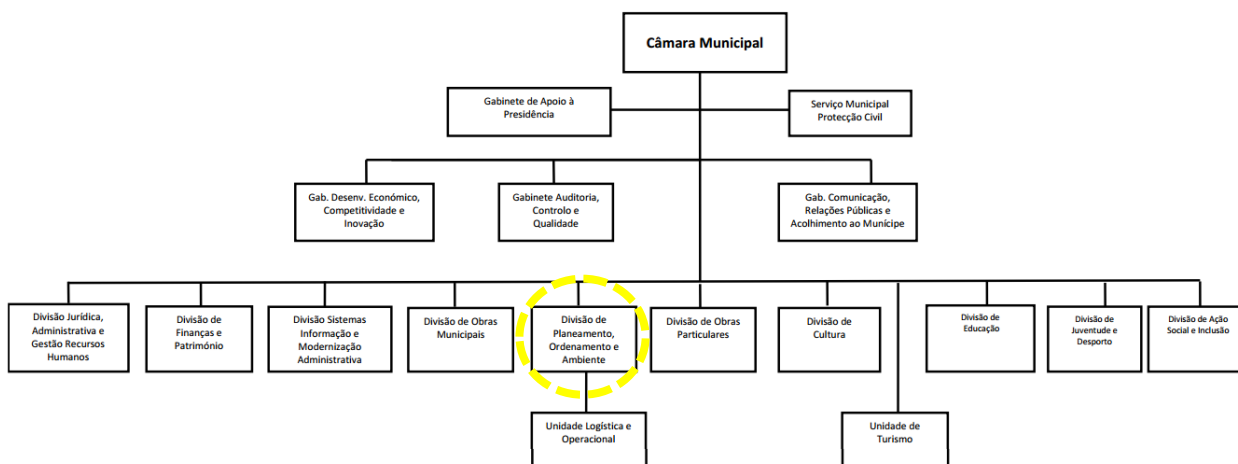 Câmara Municipal
Gabinete de Apoio à
Presidência
Serviço Municipal
Protecção Civil
Gab. Desenv. Económico,
Competitividade e
Inovação
Gabinete Auditoria,
Controlo e
Qualidade
Gab. Comunicação,
Relações Públicas e
Acolhimento ao Munícipe
Divisão Jurídica,
Administrativa e
Gestão Recursos
Humanos
Divisão de
Finanças e
Património
Divisão Sistemas
Informação e
Modernização
Administrativa
Divisão de Obras
Municipais
Divisão de
Planeamento,
Ordenamento e
Ambiente
Divisão de Obras
Particulares
Divisão de
Cultura
Divisão de
Educação
Divisão de
Juventude e
Desporto
Divisão de Ação
Social e Inclusão
Unidade Logística e
Operacional
Unidade de
Turismo